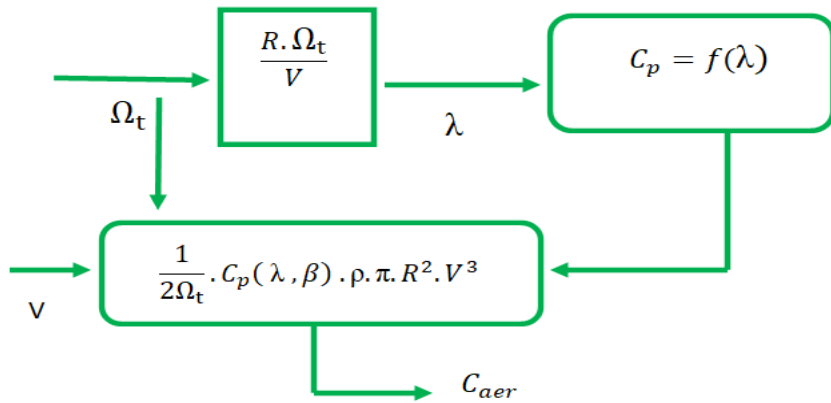 R. Ωt / V
Cp = f(λ)
Ωt
λ
1 / 2Ωt . Cp(λ, β) . ρ. π. R². V³
V
Caer